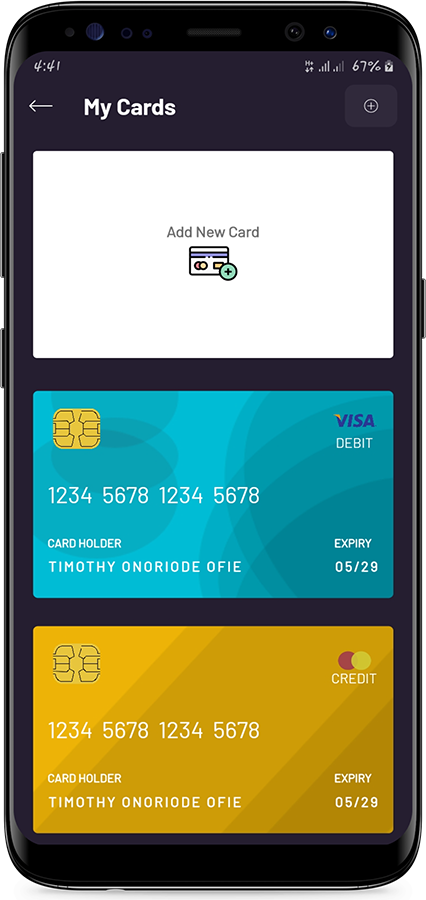 4:41 67%
My Cards
Add New Card
VISA
DEBIT
1234 5678 1234 5678
CARD HOLDER EXPIRY
TIMOTHY ONORIODE OFIE 05/29
CREDIT
1234 5678 1234 5678
CARD HOLDER EXPIRY
TIMOTHY ONORIODE OFIE 05/29